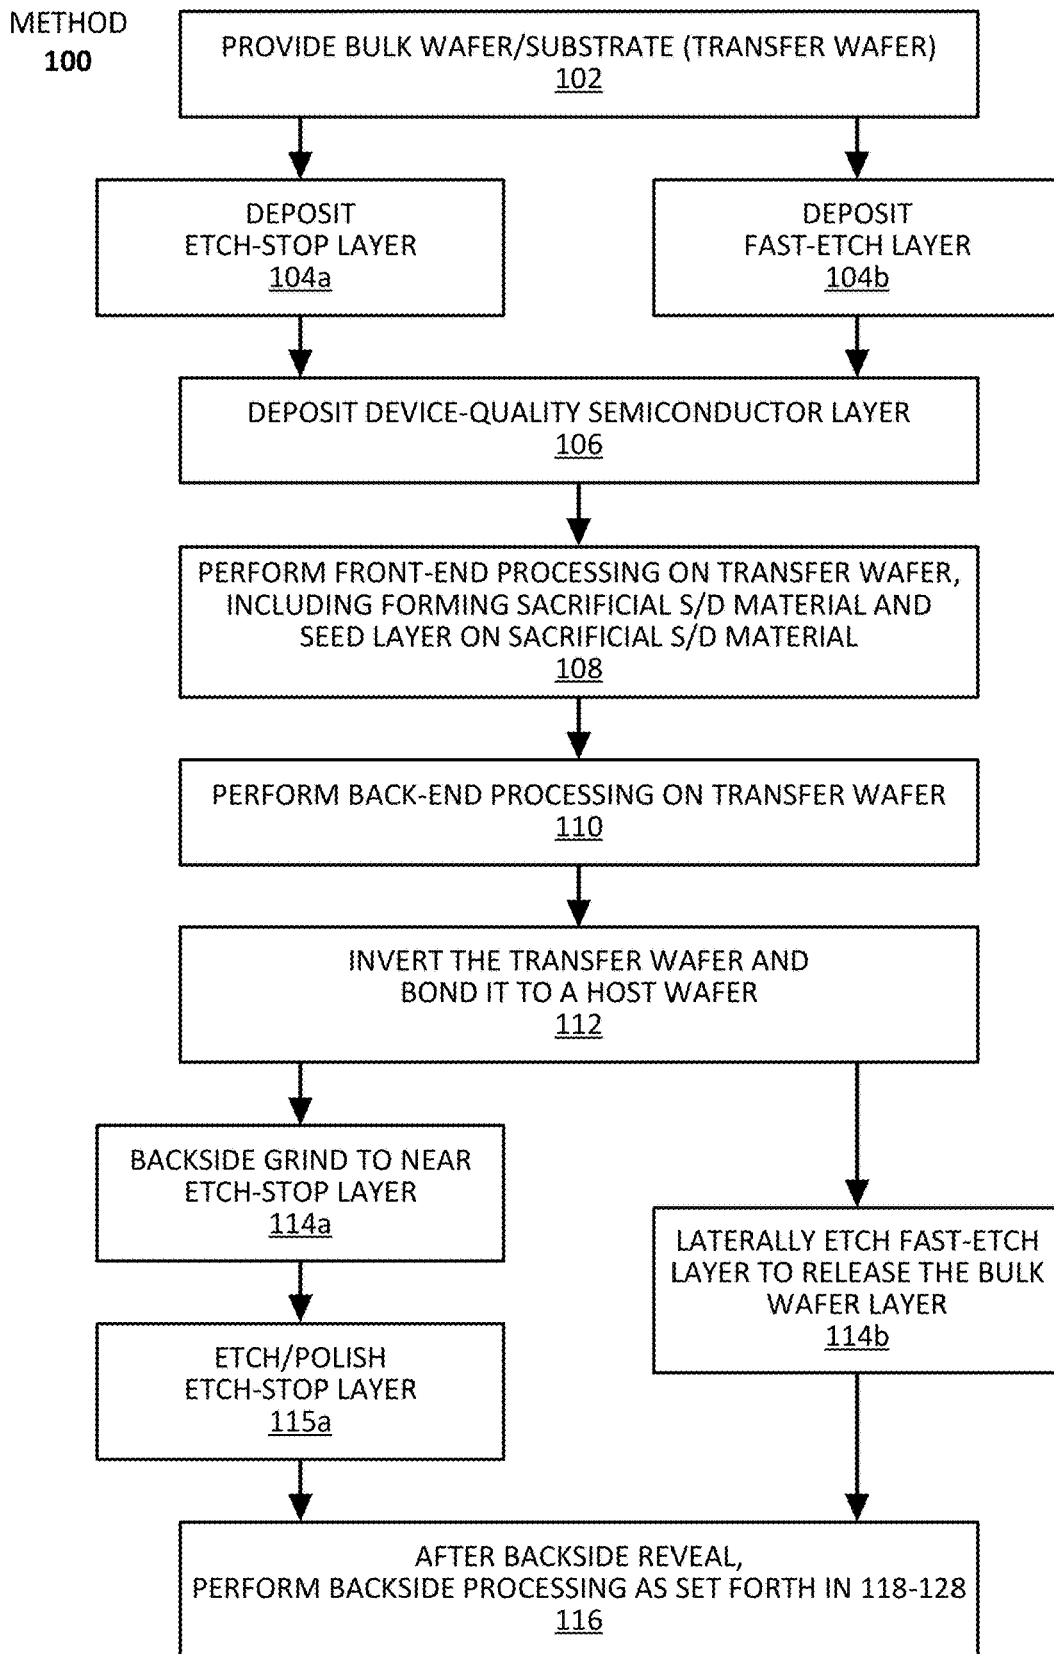 METHOD
100
PROVIDE BULK WAFER/SUBSTRATE (TRANSFER WAFER)
102
DEPOSIT
ETCH-STOP LAYER
104a
DEPOSIT
FAST-ETCH LAYER
104b
DEPOSIT DEVICE-QUALITY SEMICONDUCTOR LAYER
106
PERFORM FRONT-END PROCESSING ON TRANSFER WAFER,
INCLUDING FORMING SACRIFICIAL S/D MATERIAL AND
SEED LAYER ON SACRIFICIAL S/D MATERIAL
108
PERFORM BACK-END PROCESSING ON TRANSFER WAFER
110
INVERT THE TRANSFER WAFER AND
BOND IT TO A HOST WAFER
112
BACKSIDE GRIND TO NEAR
ETCH-STOP LAYER
114a
LATERALLY ETCH FAST-ETCH
LAYER TO RELEASE THE BULK
WAFER LAYER
114b
ETCH/POLISH
ETCH-STOP LAYER
115a
AFTER BACKSIDE REVEAL,
PERFORM BACKSIDE PROCESSING AS SET FORTH IN 118-128
116